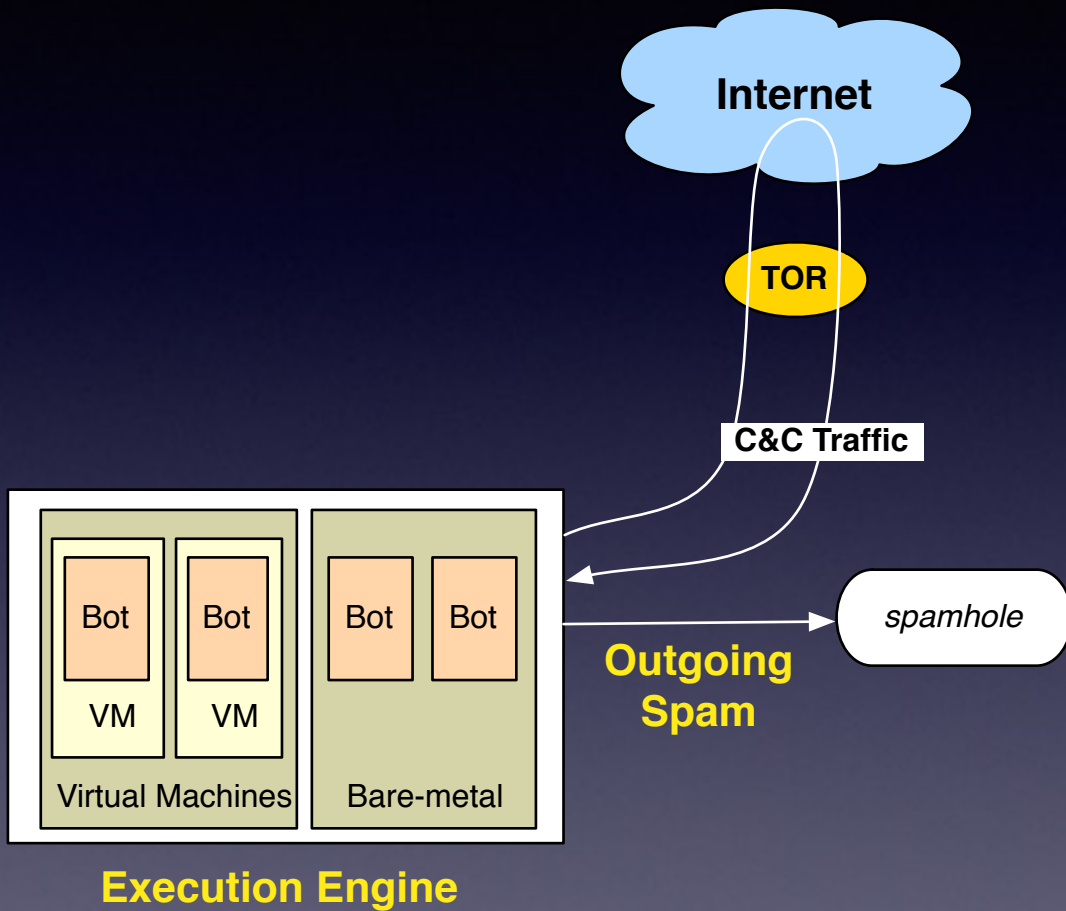 Internet
TOR
C&C Traffic
Bot
Bot
Bot
Bot
VM
VM
Virtual Machines
Bare-metal
Outgoing
Spam
spamhole
Execution Engine